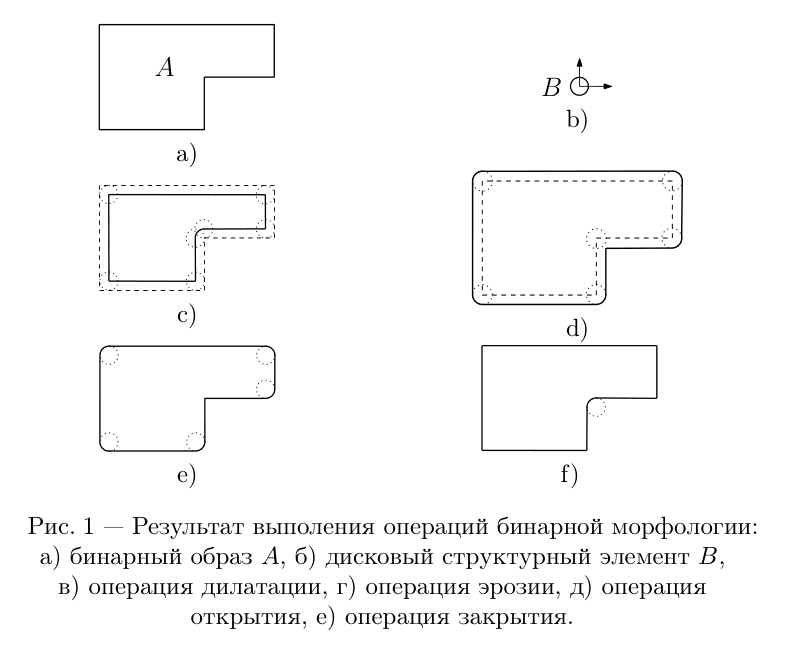 A
B
a)
b)
c)
d)
e)
f)
Рис. 1 — Результат выполения операций бинарной морфологии:
а) бинарный образ A, б) дисковый структурный элемент B,
в) операция дилатации, г) операция эрозии, д) операция
открытия, е) операция закрытия.